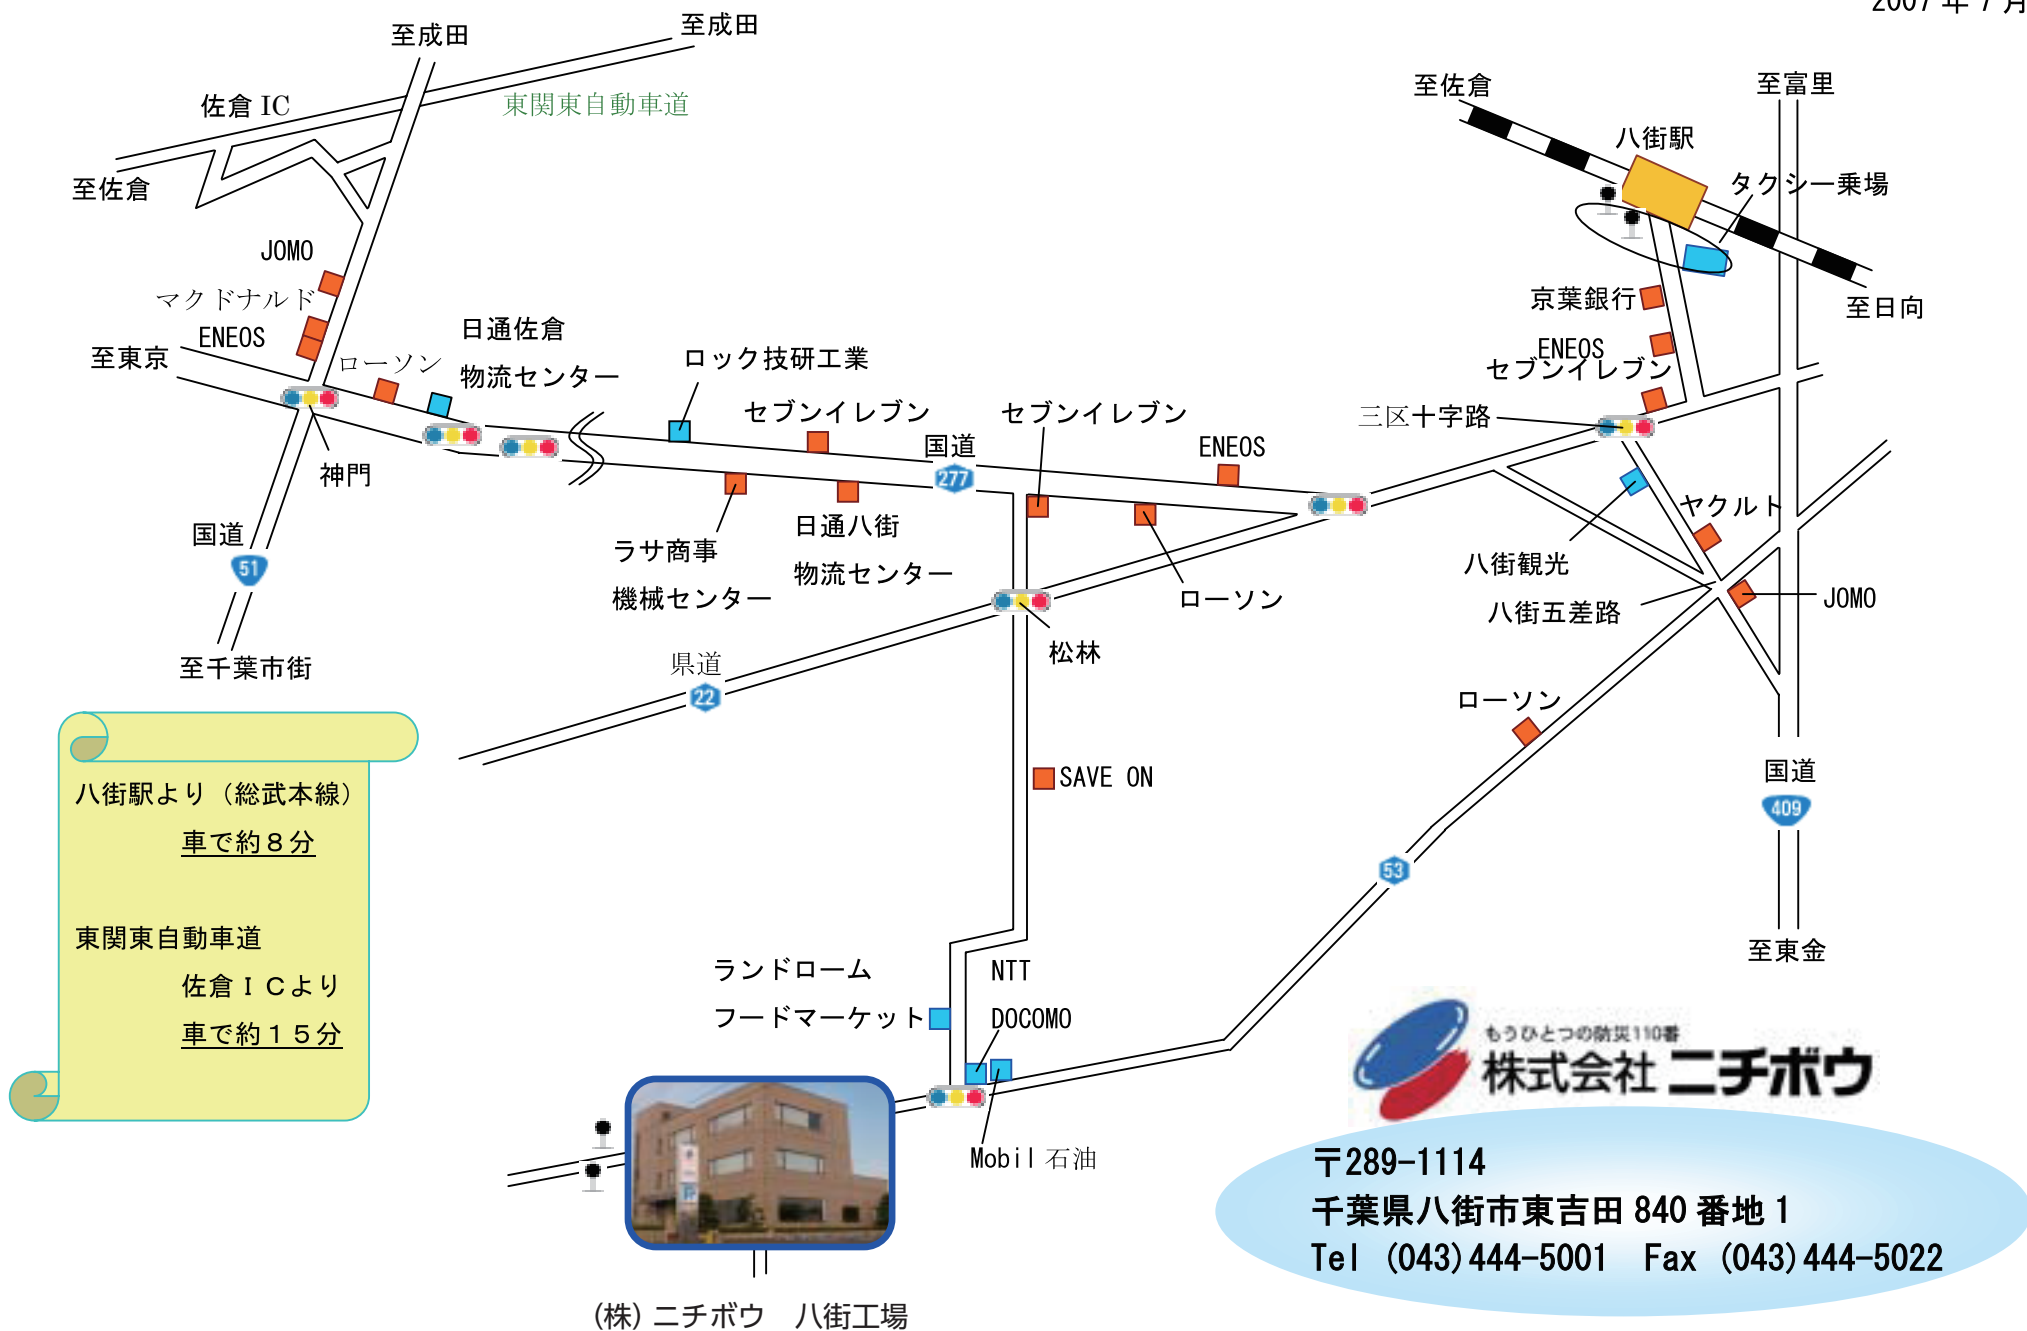 2007 年 7 月
至成田
至成田
佐倉 IC
東関東自動車道
至佐倉
至佐倉
至富里
八街駅
タクシー乗場
JOMO
マクドナルド
ENEOS
至東京
ローソン
日通佐倉
物流センター
ロック技研工業
セブンイレブン
国道
277
セブンイレブン
ENEOS
京葉銀行
至日向
ENEOS
セブンイレブン
三区十字路
神門
国道
51
至千葉市街
ラサ商事
機械センター
日通八街
物流センター
ローソン
八街観光
ヤクルト
八街五差路
JOMO
松林
県道
22
ローソン
SAVE ON
国道
409
53
至東金
八街駅より（総武本線）
車で約８分
東関東自動車道
佐倉ＩＣより
車で約１５分
ランドローム
フードマーケット
NTT
DOCOMO
Mobil 石油
もうひとつの防災110番
株式会社 ニチボウ
〒289-1114
千葉県八街市東吉田 840 番地 1
Tel (043)444-5001　Fax (043)444-5022
(株) ニチボウ　八街工場